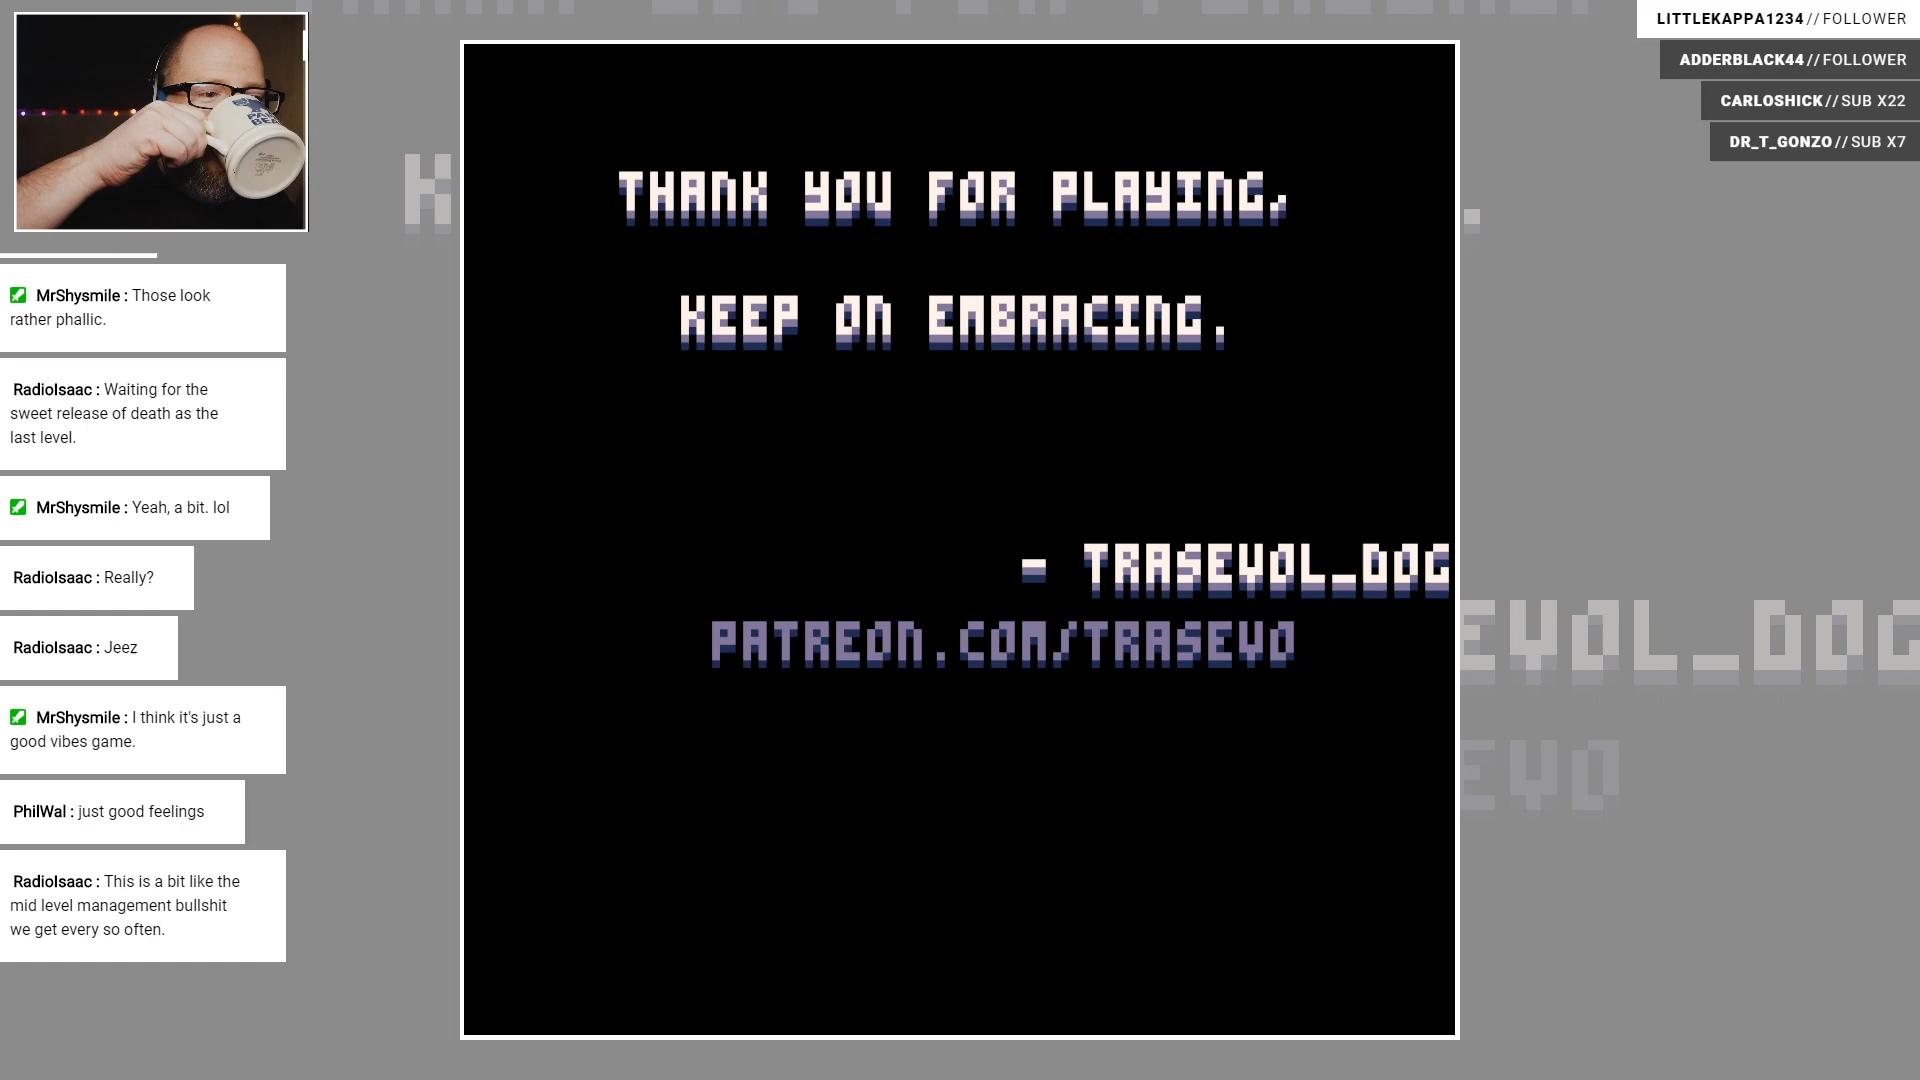 LITTLEKAPPA1234//FOLLOWER
ADDERBLACK44//FOLLOWER
CARLOSHICK//SUB X22
DR_T_GONZO//SUB X7
THANK YOU FOR PLAYING,
KEEP ON EMBRACING.
- TRASEVOL_DOG
PATREON.COM/TRASEVO
MrShysmile : Those look
rather phallic.
RadioIsaac : Waiting for the
sweet release of death as the
last level.
MrShysmile : Yeah, a bit. lol
RadioIsaac : Really?
RadioIsaac : Jeez
MrShysmile : I think it's just a
good vibes game.
PhilWal : just good feelings
RadioIsaac : This is a bit like the
mid level management bullshit
we get every so often.
K
.
EVOL_DOG
EVO